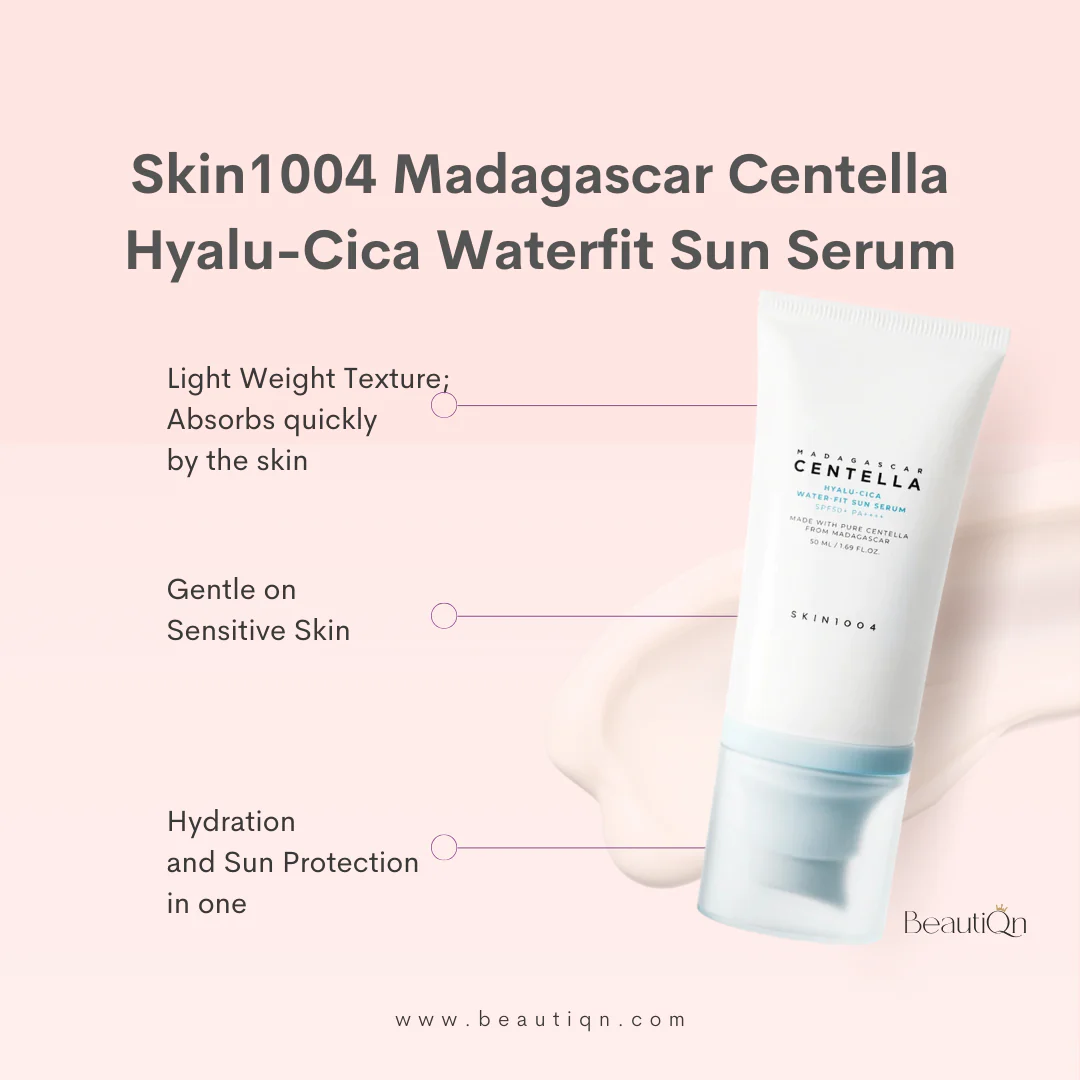 Skin1004 Madagascar Centella
Hyalu-Cica Waterfit Sun Serum
Light Weight Texture;
Absorbs quickly
by the skin
Gentle on
Sensitive Skin
Hydration
and Sun Protection
in one
MADAGASCAR
CENTELLA
HYALU-CICA
WATER-FIT SUN SERUM
SPF50+ PA++++
MADE WITH PURE CENTELLA
FROM MADAGASCAR
50 ML / 1.69 FL.OZ.
SKIN1004
BeautiQn
www.beautiqn.com